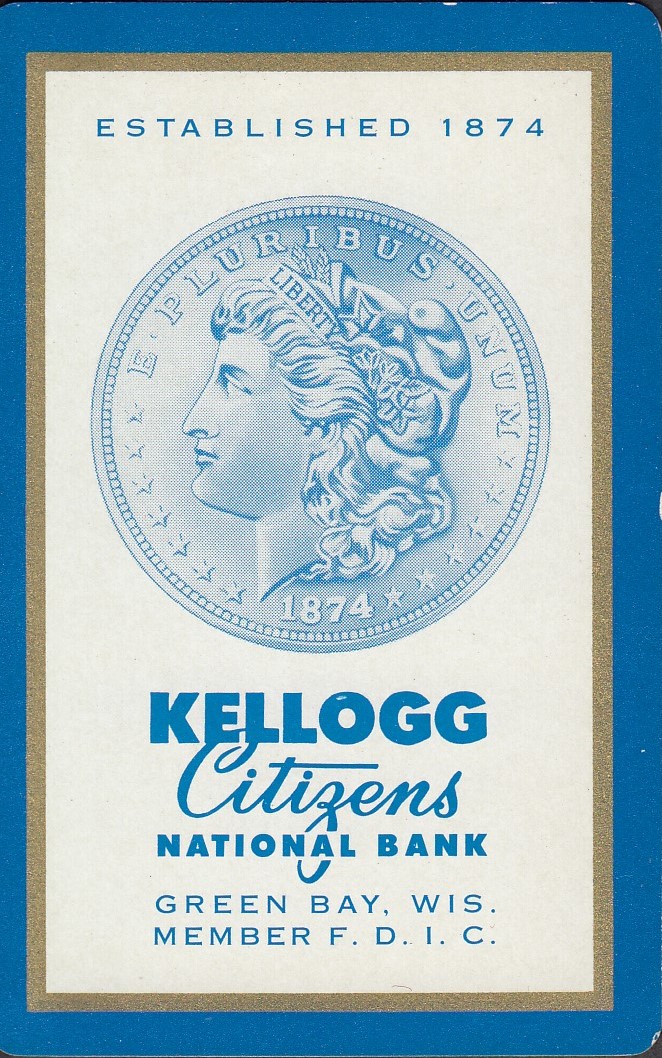 ESTABLISHED 1874
E · PLURIBUS · UNUM
LIBERTY
1874
KELLOGG
Citizens
NATIONAL BANK
GREEN BAY, WIS.
MEMBER F. D. I. C.